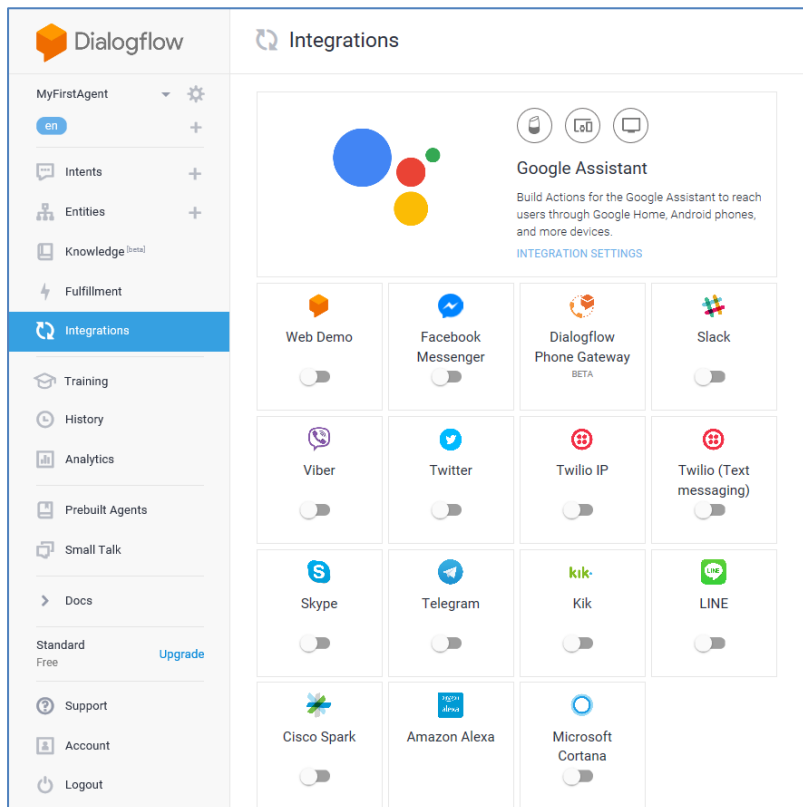 Dialogflow
Integrations
MyFirstAgent
en
Intents
Entities
Knowledge [beta]
Fulfillment
Integrations
Training
History
Analytics
Prebuilt Agents
Small Talk
Docs
Standard
Free
Upgrade
Support
Account
Logout
Google Assistant
Build Actions for the Google Assistant to reach
users through Google Home, Android phones,
and more devices.
INTEGRATION SETTINGS
Web Demo
Facebook
Messenger
Dialogflow
Phone Gateway
BETA
Slack
Viber
Twitter
Twilio IP
Twilio (Text
messaging)
Skype
Telegram
kik
Kik
LINE
LINE
Cisco Spark
amazon
alexa
Amazon Alexa
Microsoft
Cortana